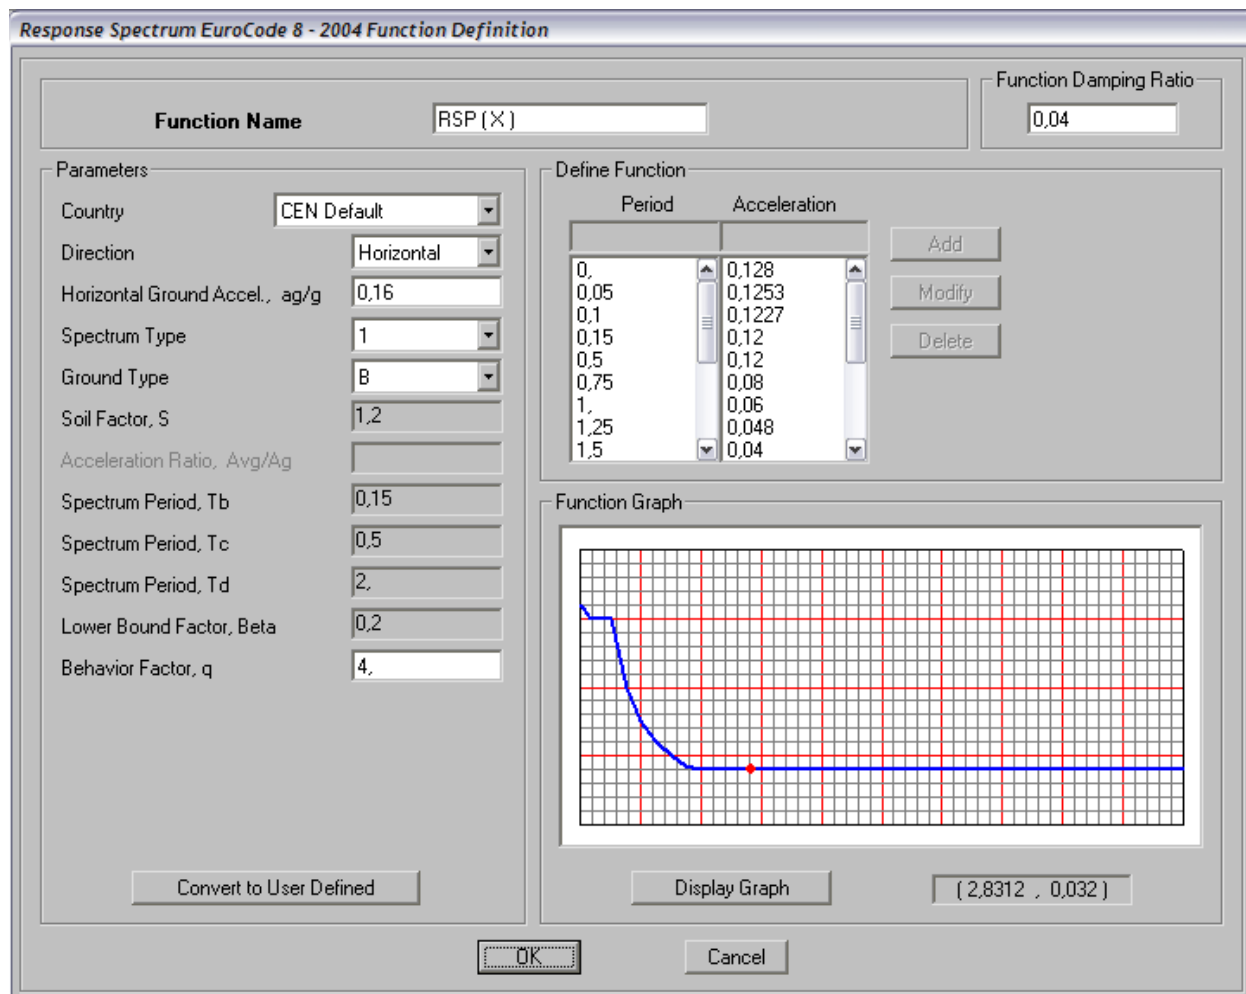 Response Spectrum EuroCode 8 - 2004 Function Definition
Function Name
RSP ( X )
Function Damping Ratio
0,04
Parameters
Country
CEN Default
Direction
Horizontal
Horizontal Ground Accel., ag/g
0,16
Spectrum Type
1
Ground Type
B
Soil Factor, S
1,2
Acceleration Ratio, Avg/Ag
Spectrum Period, Tb
0,15
Spectrum Period, Tc
0,5
Spectrum Period, Td
2,
Lower Bound Factor, Beta
0,2
Behavior Factor, q
4,
Convert to User Defined
Define Function
Period Acceleration
0, 0,128
0,05 0,1253
0,1 0,1227
0,15 0,12
0,5 0,12
0,75 0,08
1, 0,06
1,25 0,048
1,5 0,04
Add
Modify
Delete
Function Graph
Display Graph
( 2,8312 , 0,032 )
OK
Cancel